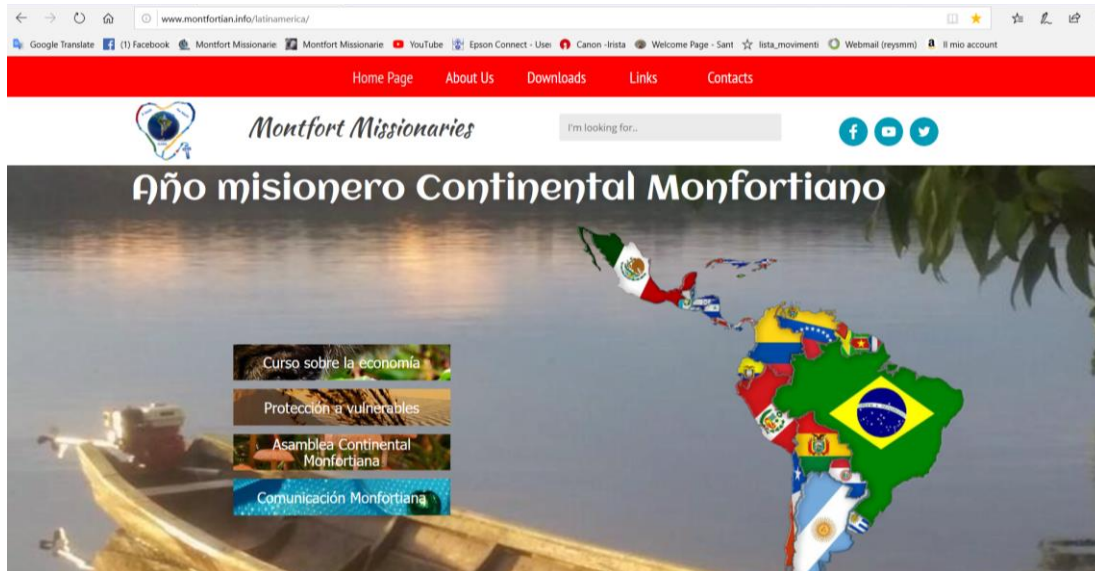 www.montfortian.info/latinamerica/
Google Translate (1) Facebook Montfort Missionarie Montfort Missionarie YouTube Epson Connect - User Canon -Irista Welcome Page - Sant lista_movimenti Webmail (reysmm) Il mio account
Home Page About Us Downloads Links Contacts
Montfort Missionaries I'm looking for..
Año misionero Continental Monfortiano
Curso sobre la economía
Protección a vulnerables
Asamblea Continental
Monfortiana
Comunicación Monfortiana